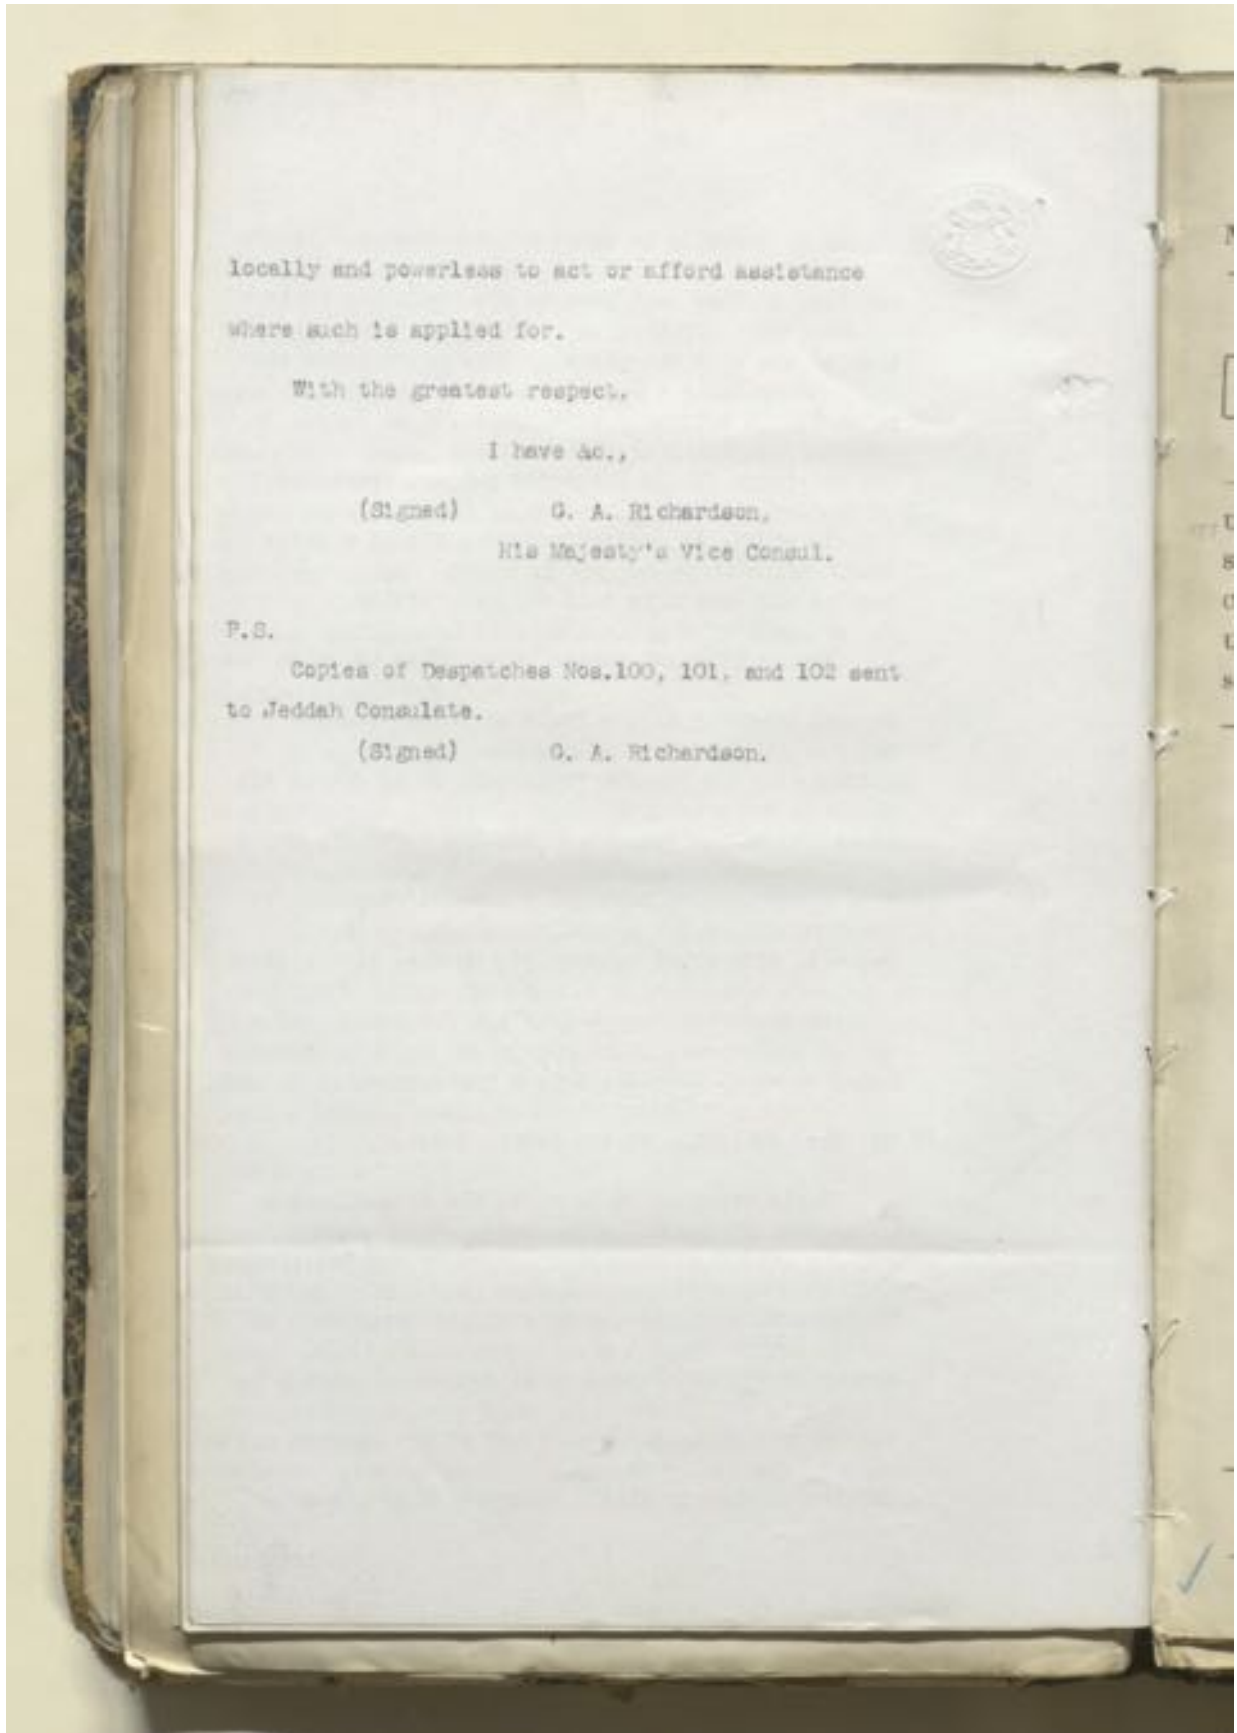 locally and powerless to act or afford assistance
where such is applied for.
With the greatest respect,
I have &c.,
(Signed) G. A. Richardson,
His Majesty's Vice Consul.
P.S.
Copies of Despatches Nos.100, 101, and 102 sent
to Jeddah Consulate.
(Signed) G. A. Richardson.